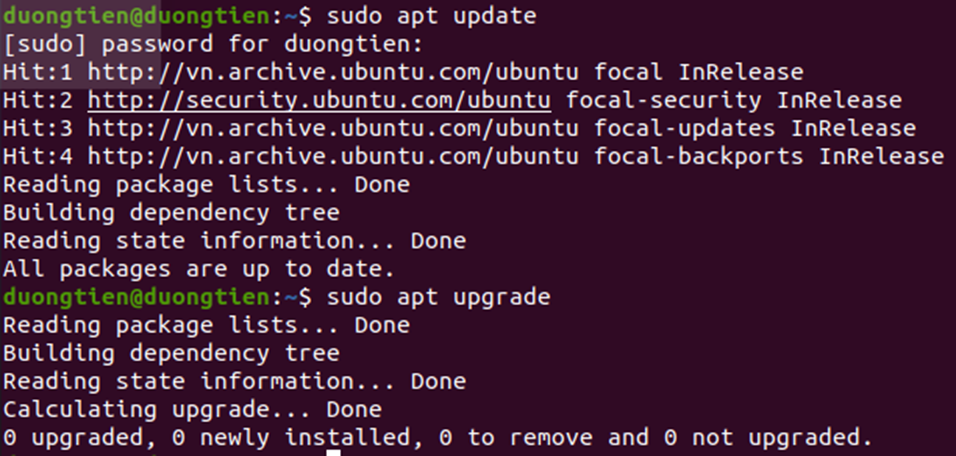 duongtien@duongtien:~$ sudo apt update
[sudo] password for duongtien:
Hit:1 http://vn.archive.ubuntu.com/ubuntu focal InRelease
Hit:2 http://security.ubuntu.com/ubuntu focal-security InRelease
Hit:3 http://vn.archive.ubuntu.com/ubuntu focal-updates InRelease
Hit:4 http://vn.archive.ubuntu.com/ubuntu focal-backports InRelease
Reading package lists... Done
Building dependency tree
Reading state information... Done
All packages are up to date.
duongtien@duongtien:~$ sudo apt upgrade
Reading package lists... Done
Building dependency tree
Reading state information... Done
Calculating upgrade... Done
0 upgraded, 0 newly installed, 0 to remove and 0 not upgraded.